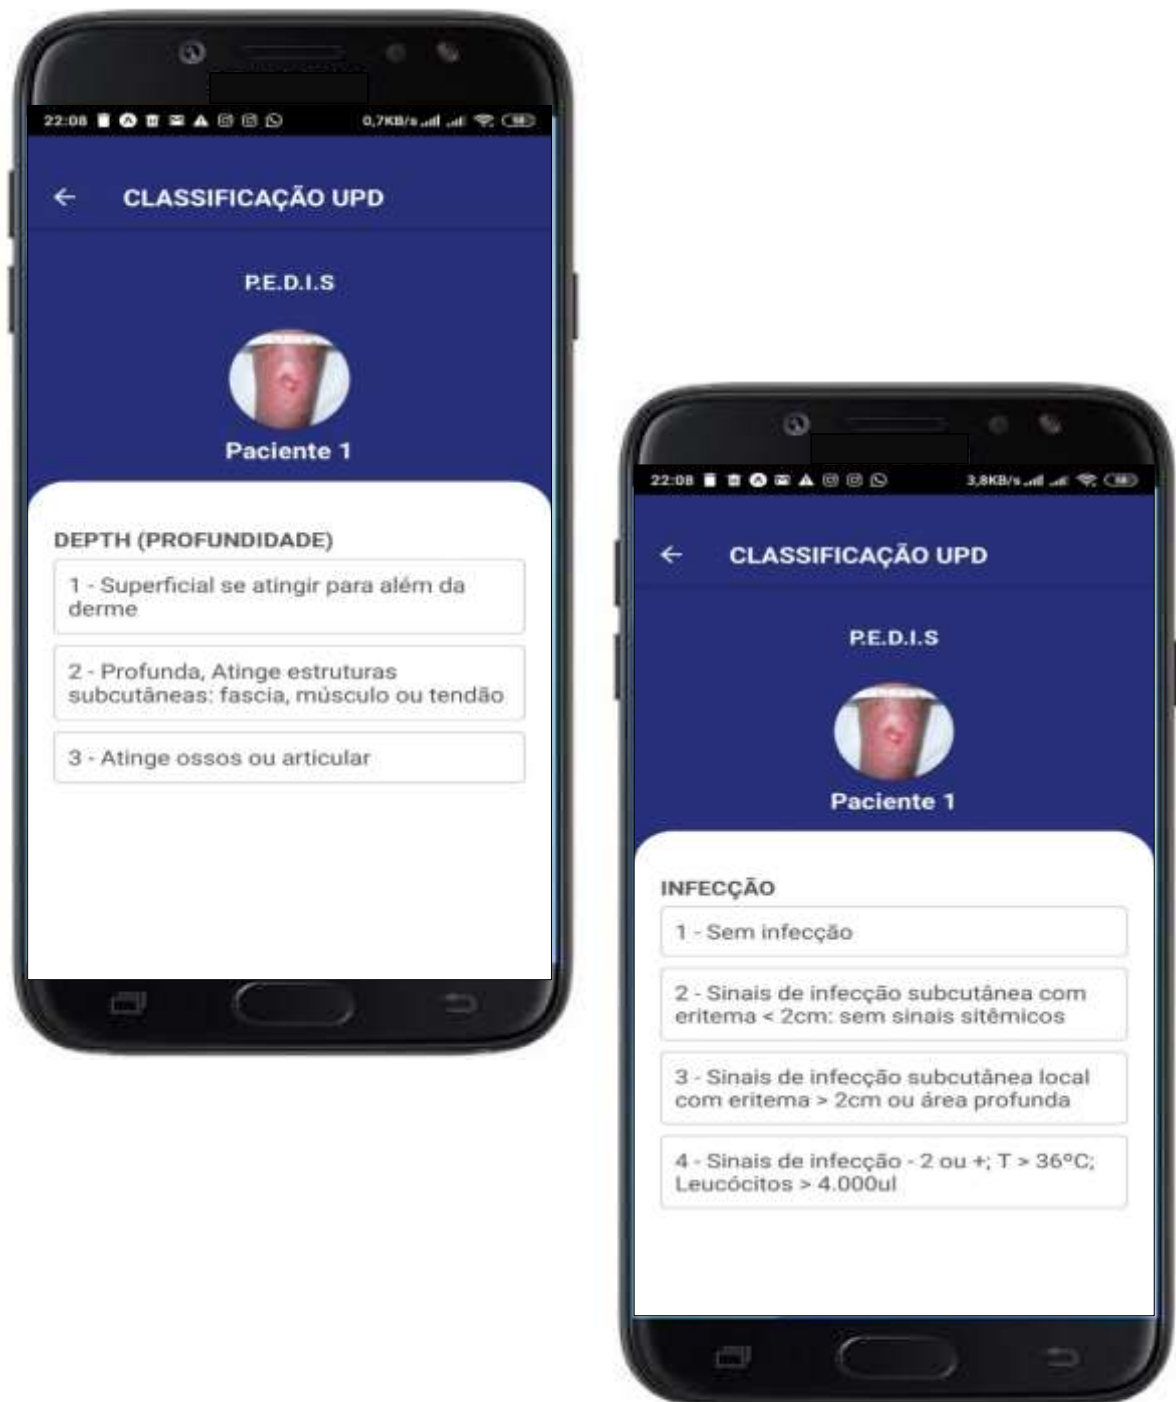 22:08
0,7KB/s
58
CLASSIFICAÇÃO UPD
P.E.D.I.S
Paciente 1
DEPTH (PROFUNDIDADE)
1 - Superficial se atingir para além da
derme
2 - Profunda, Atinge estruturas
subcutâneas: fascia, músculo ou tendão
3 - Atinge ossos ou articular
22:08
3,8KB/s
58
CLASSIFICAÇÃO UPD
P.E.D.I.S
Paciente 1
INFECÇÃO
1 - Sem infecção
2 - Sinais de infecção subcutânea com
eritema < 2cm: sem sinais sitêmicos
3 - Sinais de infecção subcutânea local
com eritema > 2cm ou área profunda
4 - Sinais de infecção - 2 ou +; T > 36ºC;
Leucócitos > 4.000ul